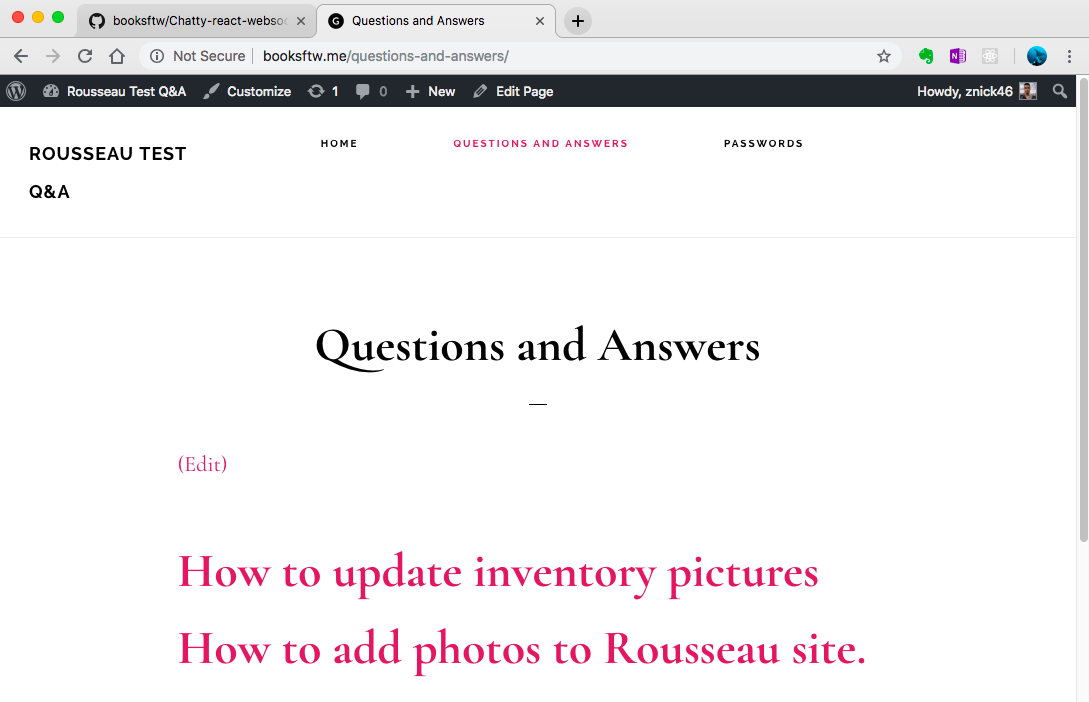 booksftw/Chatty-react-websoc
Questions and Answers
Not Secure booksftw.me/questions-and-answers/
Rousseau Test Q&A Customize 1 0 New Edit Page Howdy, znick46
ROUSSEAU TEST
Q&A
HOME QUESTIONS AND ANSWERS PASSWORDS
Questions and Answers
(Edit)
How to update inventory pictures
How to add photos to Rousseau site.